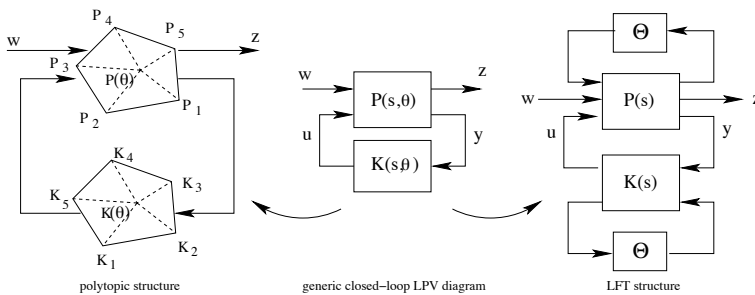 w
z
P 4
P 5
P 3
P(θ)
P 1
P 2
K 4
K 3
K 5
K(θ)
K 2
K 1
polytopic structure
w
z
P(s,θ)
u
y
K(s,θ)
generic closed-loop LPV diagram
Θ
w
z
P(s)
u
y
K(s)
Θ
LFT structure